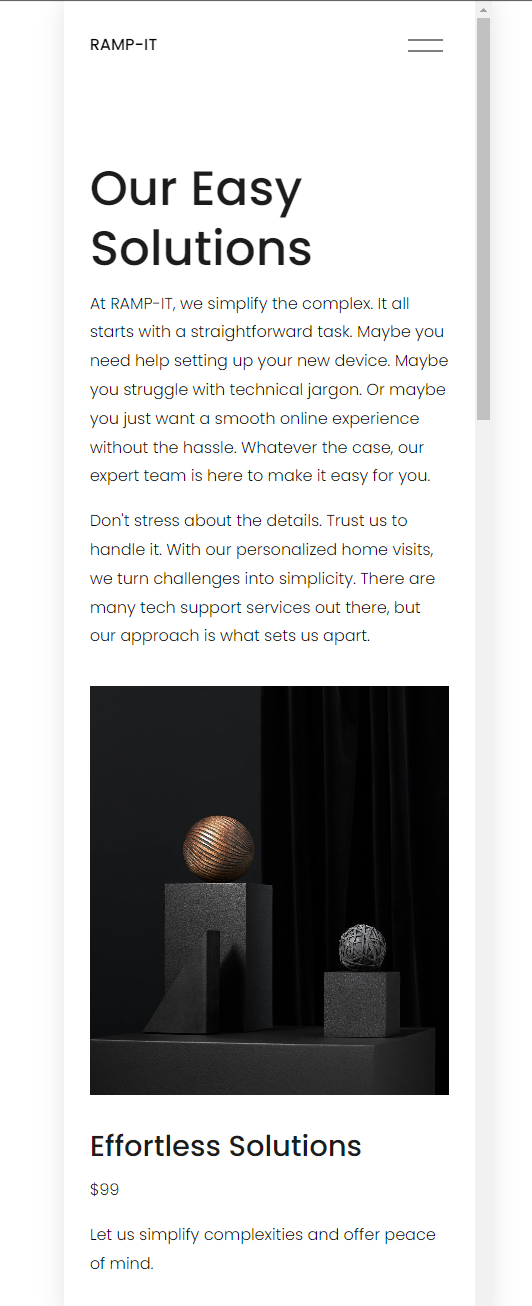 RAMP-IT
Our Easy
Solutions
At RAMP-IT, we simplify the complex. It all
starts with a straightforward task. Maybe you
need help setting up your new device. Maybe
you struggle with technical jargon. Or maybe
you just want a smooth online experience
without the hassle. Whatever the case, our
expert team is here to make it easy for you.
Don't stress about the details. Trust us to
handle it. With our personalized home visits,
we turn challenges into simplicity. There are
many tech support services out there, but
our approach is what sets us apart.
Effortless Solutions
$99
Let us simplify complexities and offer peace
of mind.